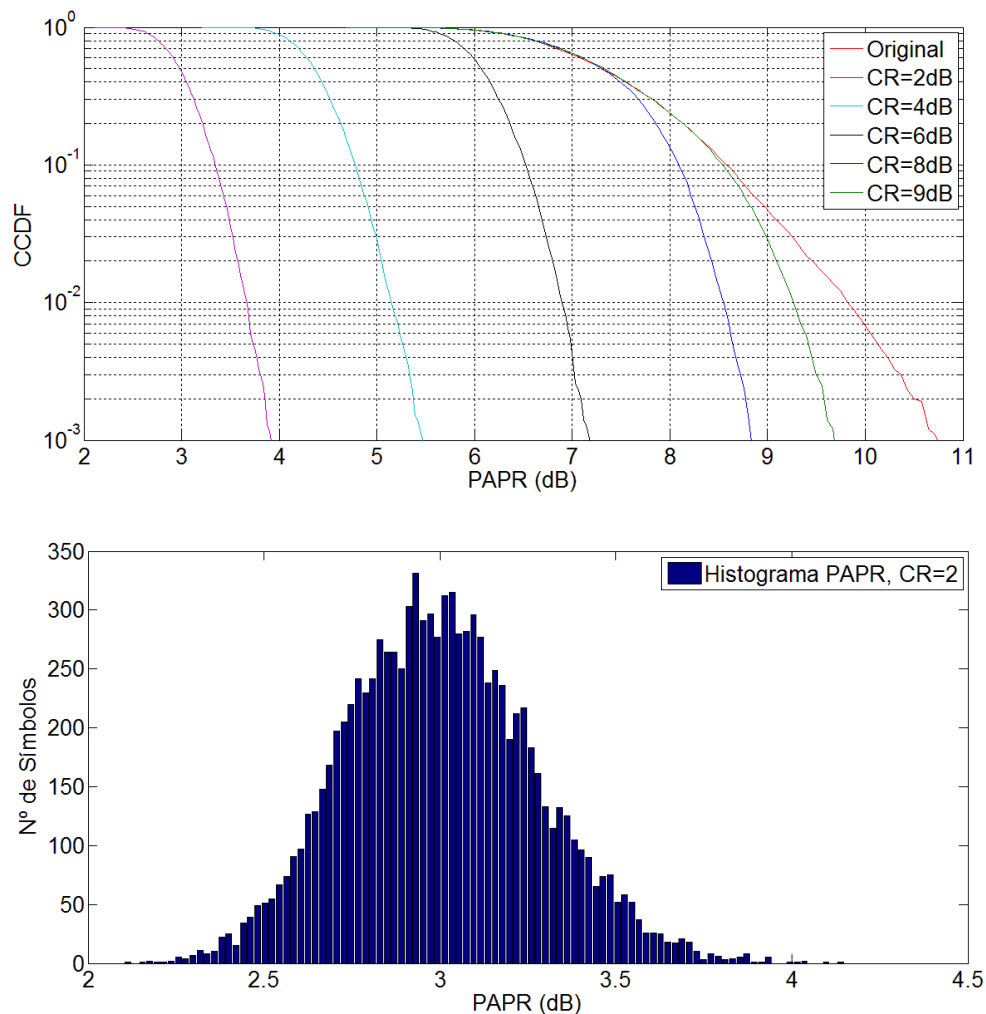 10^0
10^-1
10^-2
10^-3
CCDF
Original
CR=2dB
CR=4dB
CR=6dB
CR=8dB
CR=9dB
2 3 4 5 6 7 8 9 10 11
PAPR (dB)
350
300
250
200
150
100
50
0
Nº de Símbolos
Histograma PAPR, CR=2
2 2.5 3 3.5 4 4.5
PAPR (dB)